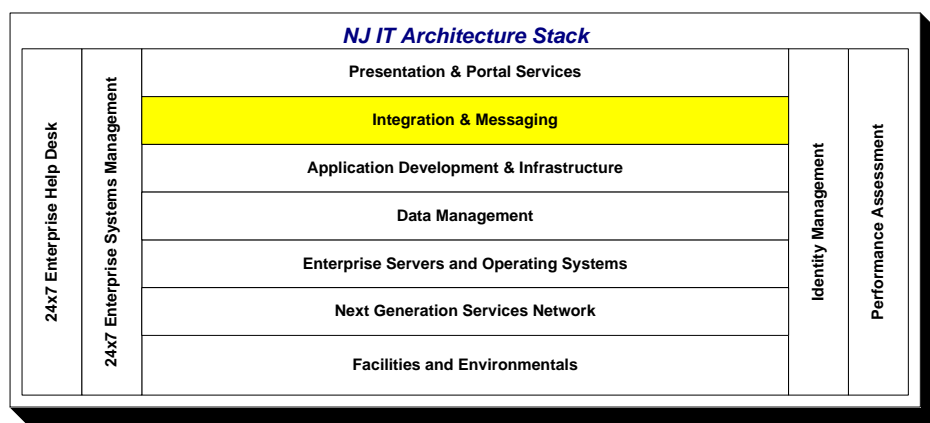 NJ IT Architecture Stack
24x7 Enterprise Help Desk
24x7 Enterprise Systems Management
Presentation & Portal Services
Integration & Messaging
Application Development & Infrastructure
Data Management
Enterprise Servers and Operating Systems
Next Generation Services Network
Facilities and Environmentals
Identity Management
Performance Assessment